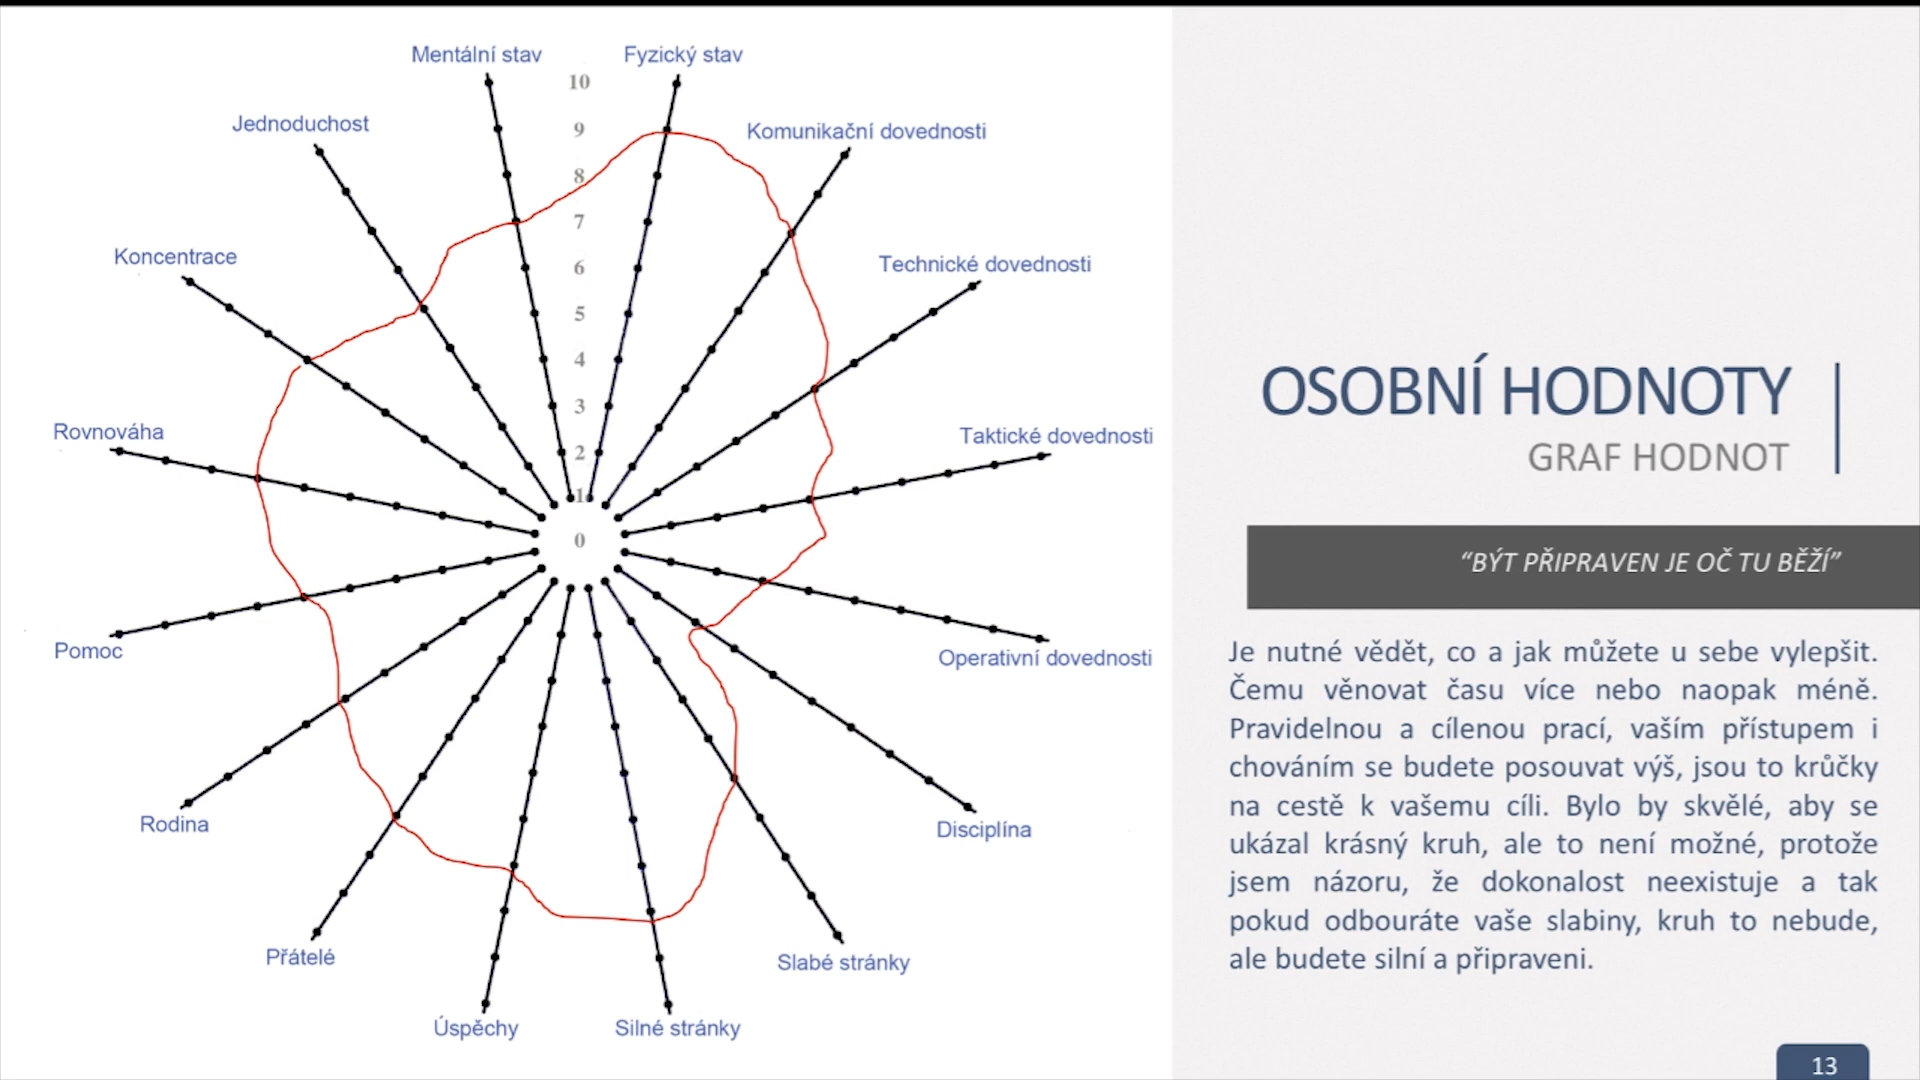 Mentální stav
Fyzický stav
10
Jednoduchost
9
Komunikační dovednosti
8
7
Koncentrace
6
Technické dovednosti
5
4
3
Rovnováha
2
Taktické dovednosti
1
0
Pomoc
Operativní dovednosti
Rodina
Disciplína
Přátelé
Slabé stránky
Úspěchy
Silné stránky
OSOBNÍ HODNOTY
GRAF HODNOT
“BÝT PŘIPRAVEN JE OČ TU BĚŽÍ”
Je nutné vědět, co a jak můžete u sebe vylepšit.
Čemu věnovat času více nebo naopak méně.
Pravidelnou a cílenou prací, vaším přístupem i
chováním se budete posouvat výš, jsou to krůčky
na cestě k vašemu cíli. Bylo by skvělé, aby se
ukázal krásný kruh, ale to není možné, protože
jsem názoru, že dokonalost neexistuje a tak
pokud odbouráte vaše slabiny, kruh to nebude,
ale budete silní a připraveni.
13